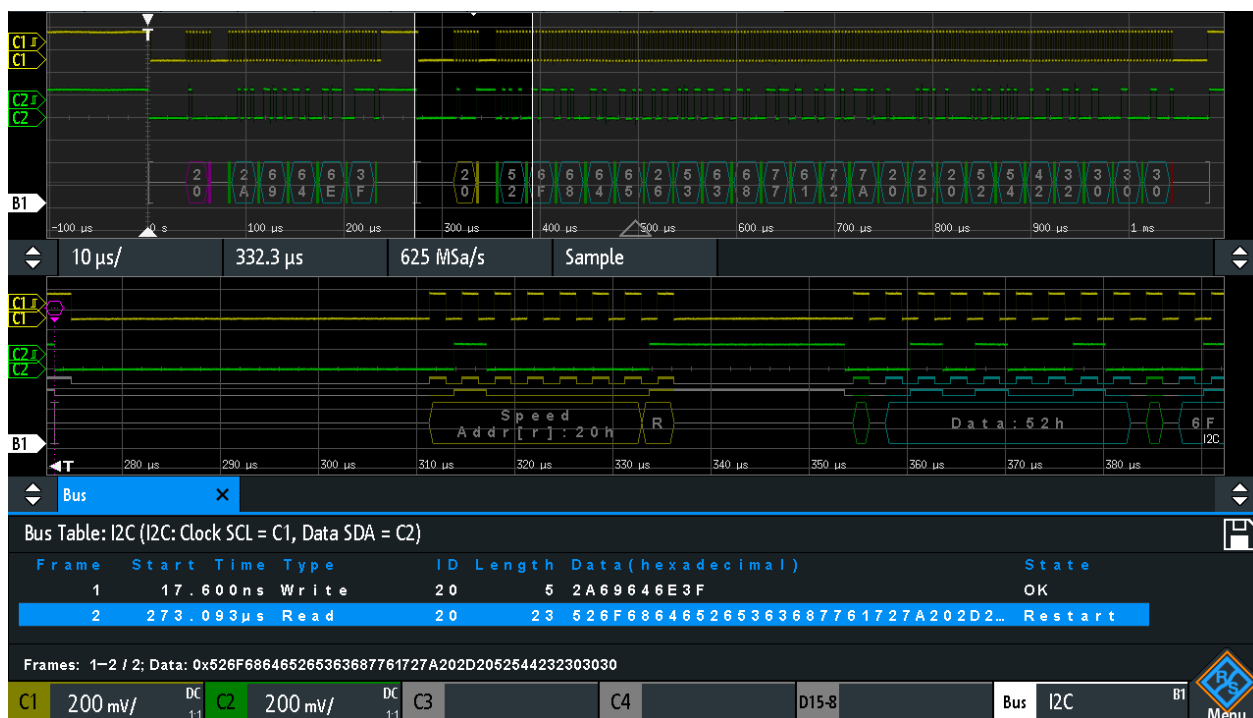 C1
C1
C2
C2
T
2 2 6 6 6 3 2 5 6 6 6 6 2 5 6 6 7 6 7 7 2 2 2 5 5 4 3 3 3 3
0 A 9 4 E F 0 2 F 8 4 5 6 3 3 8 7 1 2 A 0 D 0 2 4 2 2 0 0 0
B1
-100 µs 0 s 100 µs 200 µs 300 µs 400 µs 500 µs 600 µs 700 µs 800 µs 900 µs 1 ms
10 µs/ 332.3 µs 625 MSa/s Sample
C1
C1
C2
C2
Speed
Addr[r]:20h R Data:52h 6F
B1
I2C
T 280 µs 290 µs 300 µs 310 µs 320 µs 330 µs 340 µs 350 µs 360 µs 370 µs 380 µs
Bus ×
Bus Table: I2C (I2C: Clock SCL = C1, Data SDA = C2)
Frame Start Time Type ID Length Data(hexadecimal) State
1 17.600ns Write 20 5 2A69646E3F OK
2 273.093µs Read 20 23 526F68646526536368776172​7A202D2… Restart
Frames: 1−2 / 2; Data: 0x526F686465265363687761727A202D2052544232303030
C1 200 mV/ DC 1:1 C2 200 mV/ DC 1:1 C3 C4 D15-8 Bus I2C B1 R&S Menu